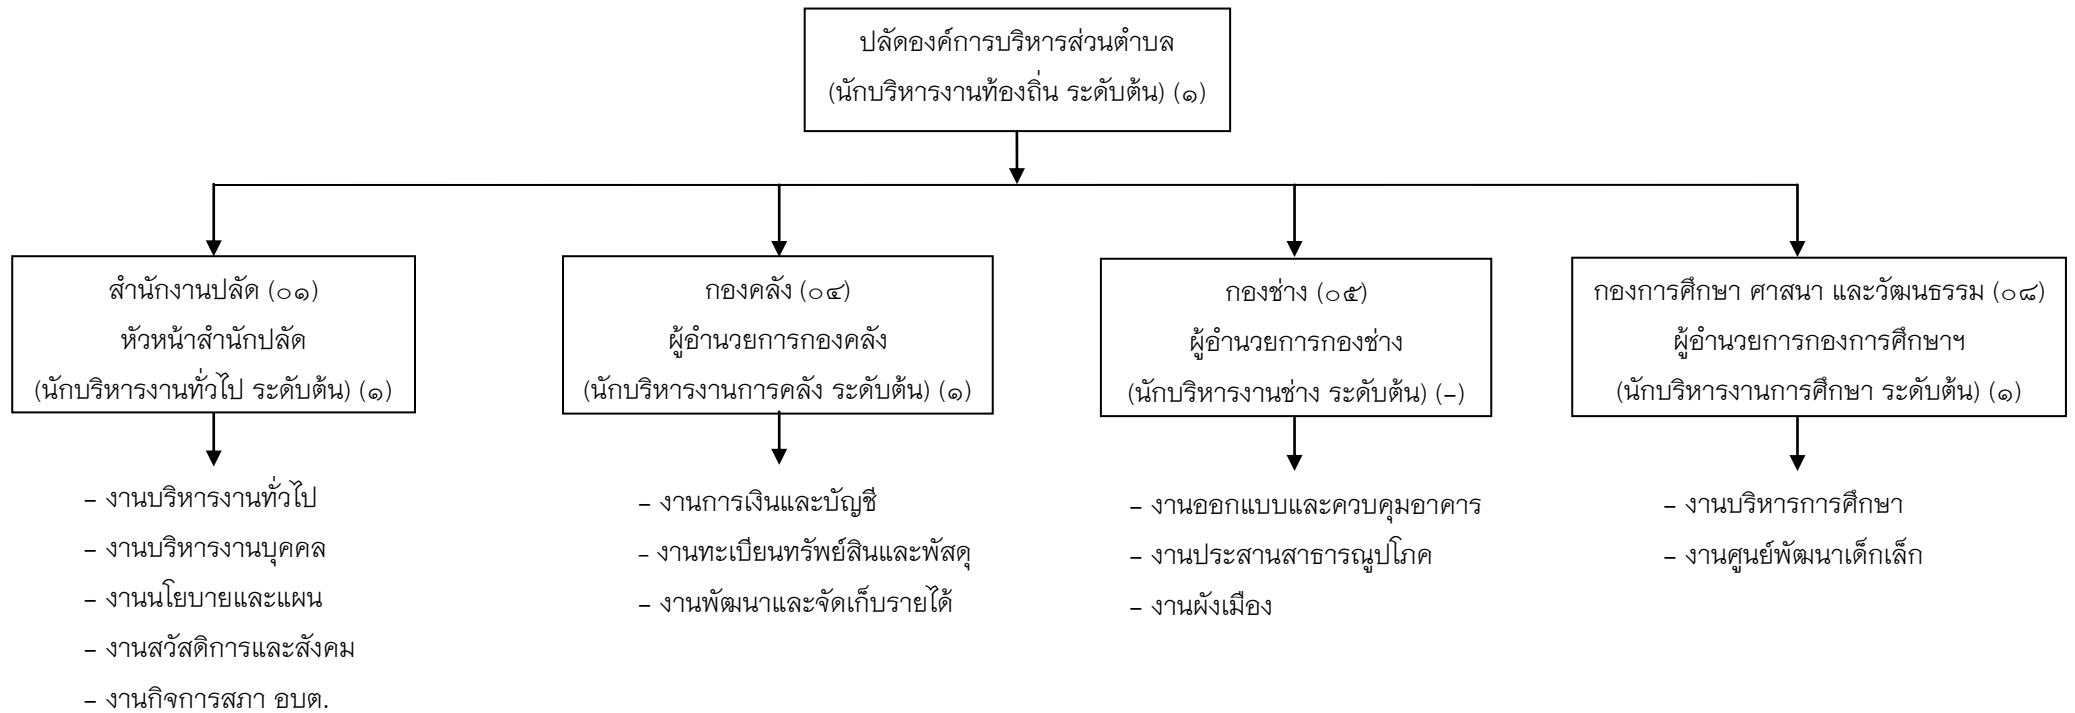 ปลัดองค์การบริหารส่วนตำบล
(นักบริหารงานท้องถิ่น ระดับต้น) (๑)
สำนักงานปลัด (๐๑)
หัวหน้าสำนักปลัด
(นักบริหารงานทั่วไป ระดับต้น) (๑)
กองคลัง (๐๔)
ผู้อำนวยการกองคลัง
(นักบริหารงานการคลัง ระดับต้น) (๑)
กองช่าง (๐๕)
ผู้อำนวยการกองช่าง
(นักบริหารงานช่าง ระดับต้น) (–)
กองการศึกษา ศาสนา และวัฒนธรรม (๐๘)
ผู้อำนวยการกองการศึกษาฯ
(นักบริหารงานการศึกษา ระดับต้น) (๑)
– งานบริหารงานทั่วไป
– งานบริหารงานบุคคล
– งานนโยบายและแผน
– งานสวัสดิการและสังคม
– งานกิจการสภา อบต.
– งานการเงินและบัญชี
- งานทะเบียนทรัพย์สินและพัสดุ
– งานพัฒนาและจัดเก็บรายได้
– งานออกแบบและควบคุมอาคาร
– งานประสานสาธารณูปโภค
– งานผังเมือง
– งานบริหารการศึกษา
– งานศูนย์พัฒนาเด็กเล็ก